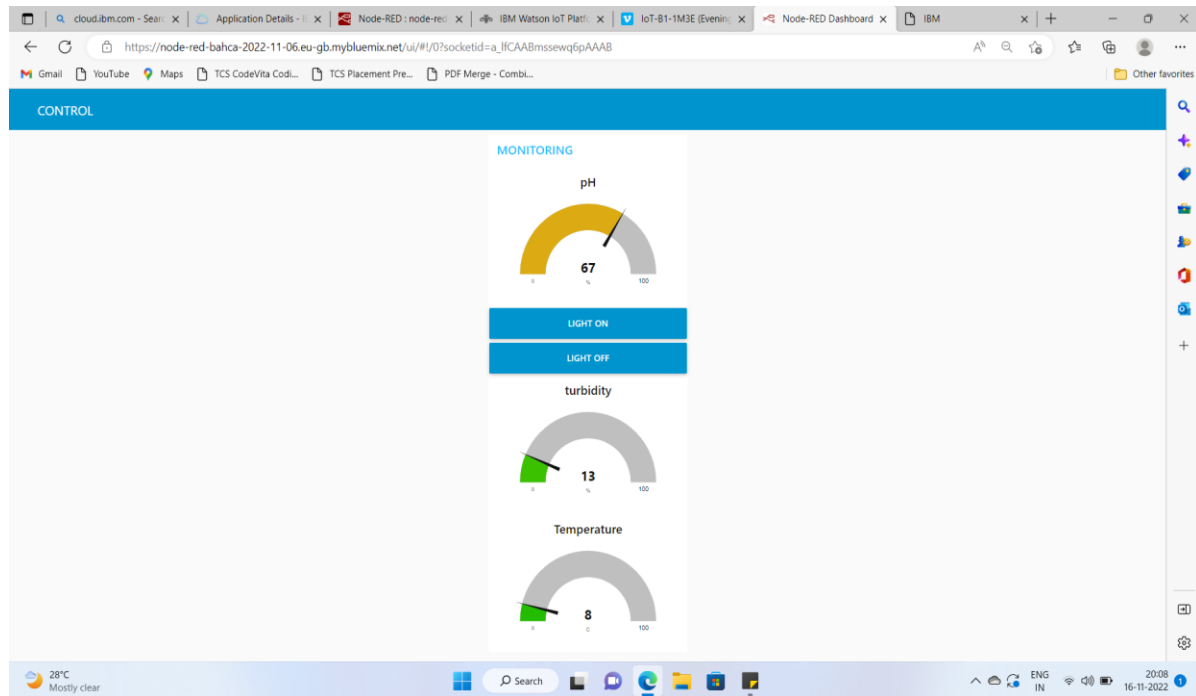 cloud.ibm.com - Searc
Application Details - I
Node-RED : node-red
IBM Watson IoT Platfo
IoT-B1-1M3E (Evening
Node-RED Dashboard
IBM
https://node-red-bahca-2022-11-06.eu-gb.mybluemix.net/ui/#!/0?socketid=a_lfCAABmssewq6pAAAB
Gmail
YouTube
Maps
TCS CodeVita Codi...
TCS Placement Pre...
PDF Merge - Combi...
Other favorites
CONTROL
MONITORING
pH
67
0 % 100
LIGHT ON
LIGHT OFF
turbidity
13
0 % 100
Temperature
8
0 C 100
28°C
Mostly clear
Search
ENG
IN
20:08
16-11-2022
1